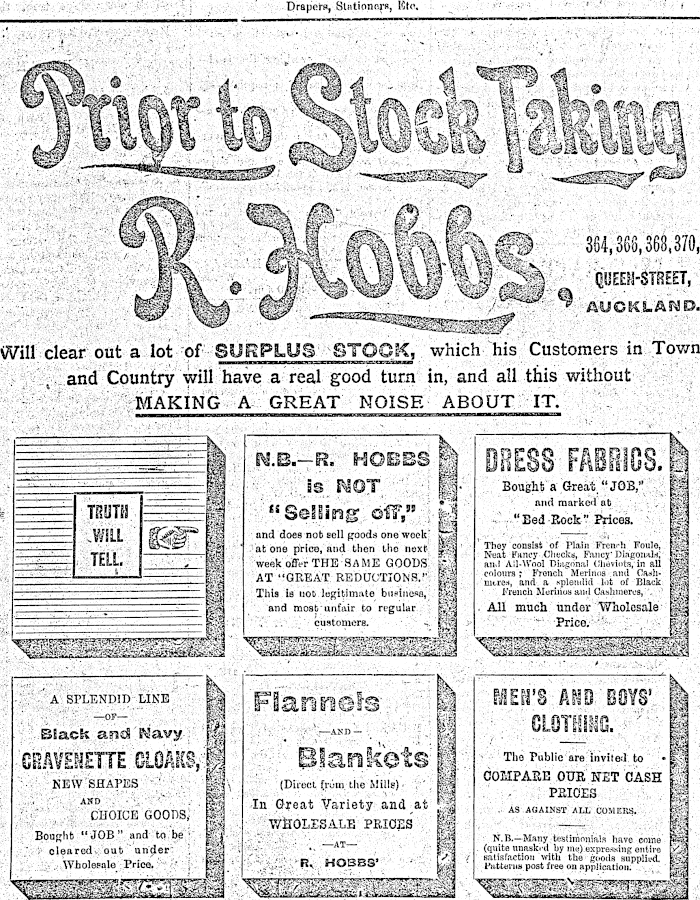 Drapers, Stationers, Etc.
Prior to Stock Taking
R. Hobbs,
364, 366, 368, 370,
QUEEN-STREET,
AUCKLAND.
Will clear out a lot of SURPLUS STOCK, which his Customers in Town
and Country will have a real good turn in, and all this without
MAKING A GREAT NOISE ABOUT IT.
TRUTH
WILL
TELL.
N.B.—R. HOBBS
is NOT
"Selling off,"
and does not sell goods one week
at one price, and then the next
week offer THE SAME GOODS
AT "GREAT REDUCTIONS."
This is not legitimate business,
and most unfair to regular
customers.
DRESS FABRICS.
Bought a Great "JOB,"
and marked at
"Bed Rock" Prices.
They consist of Plain French Foule,
Neat Fancy Checks, Fancy Diagonals,
and All-Wool Diagonal Cheviots, in all
colours; French Merinos and Cash-
meres, and a splendid lot of Black
French Merinos and Cashmeres,
All much under Wholesale
Price.
A SPLENDID LINE
—OF—
Black and Navy
CRAVENETTE CLOAKS,
NEW SHAPES
AND
CHOICE GOODS,
Bought "JOB" and to be
cleared out under
Wholesale Price.
Flannels
—AND—
Blankets
(Direct from the Mills)
In Great Variety and at
WHOLESALE PRICES
—AT—
R. HOBBS'
MEN'S AND BOYS'
CLOTHING.
The Public are invited to
COMPARE OUR NET CASH
PRICES
AS AGAINST ALL COMERS.
N.B.—Many testimonials have come
(quite unasked by me) expressing entire
satisfaction with the goods supplied.
Patterns post free on application.